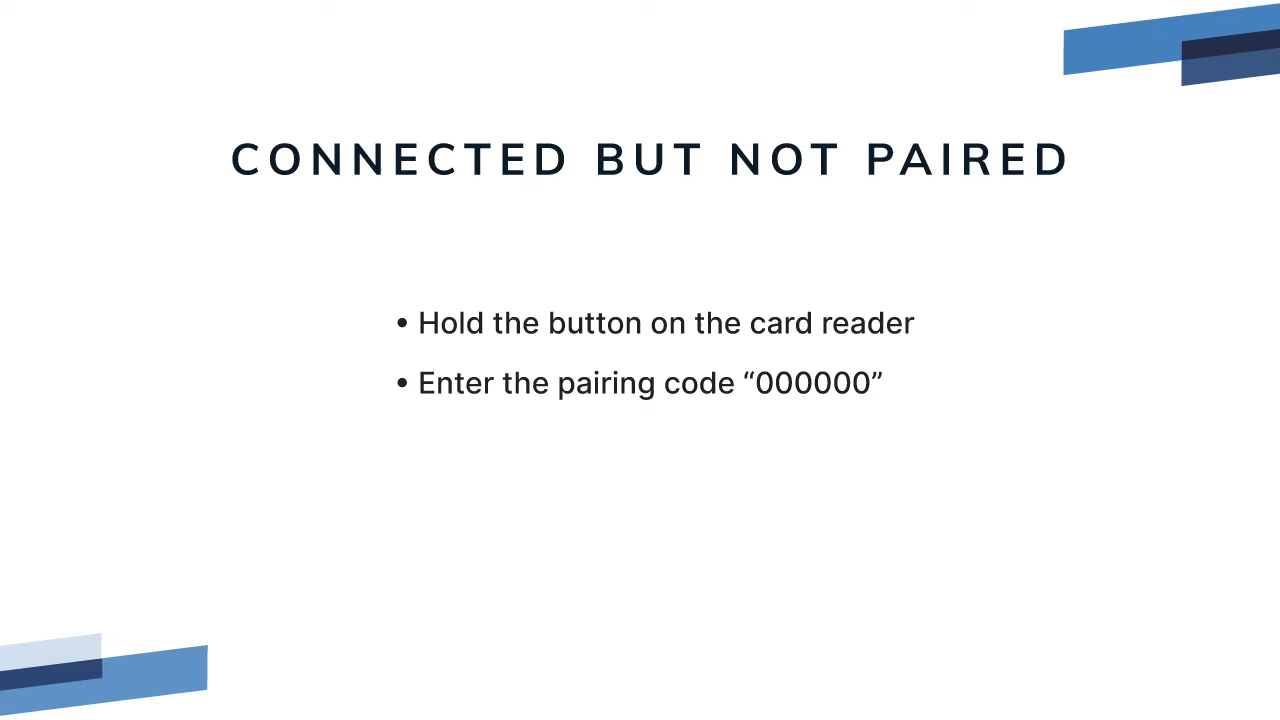 CONNECTED BUT NOT PAIRED
• Hold the button on the card reader
• Enter the pairing code “000000”